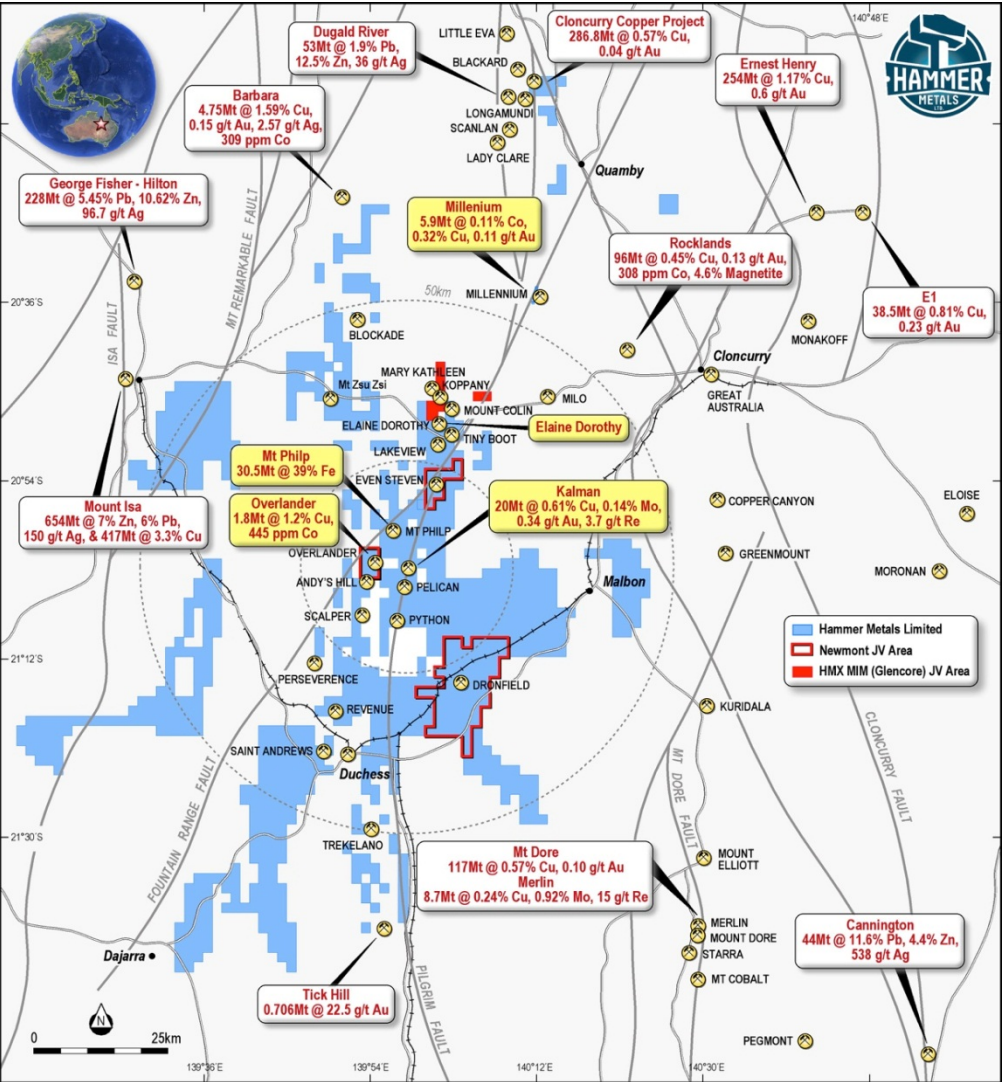 140°48'E
HAMMER
METALS
LTD.
Dugald River
53Mt @ 1.9% Pb,
12.5% Zn, 36 g/t Ag
LITTLE EVA
BLACKARD
Cloncurry Copper Project
286.8Mt @ 0.57% Cu,
0.04 g/t Au
Ernest Henry
254Mt @ 1.17% Cu,
0.6 g/t Au
Barbara
4.75Mt @ 1.59% Cu,
0.15 g/t Au, 2.57 g/t Ag,
309 ppm Co
LONGAMUNDI
SCANLAN
LADY CLARE
Quamby
George Fisher - Hilton
228Mt @ 5.45% Pb, 10.62% Zn,
96.7 g/t Ag
MT REMARKABLE FAULT
Millenium
5.9Mt @ 0.11% Co,
0.32% Cu, 0.11 g/t Au
Rocklands
96Mt @ 0.45% Cu, 0.13 g/t Au,
308 ppm Co, 4.6% Magnetite
E1
38.5Mt @ 0.81% Cu,
0.23 g/t Au
20°36'S
50km
MILLENNIUM
ISA FAULT
BLOCKADE
MONAKOFF
Cloncurry
MARY KATHLEEN
KOPPANY
Mt Zsu Zsi
MOUNT COLIN
MILO
GREAT
AUSTRALIA
ELAINE DOROTHY
Elaine Dorothy
TINY BOOT
LAKEVIEW
Mt Philp
30.5Mt @ 39% Fe
20°54'S
EVEN STEVEN
Mount Isa
654Mt @ 7% Zn, 6% Pb,
150 g/t Ag, & 417Mt @ 3.3% Cu
Overlander
1.8Mt @ 1.2% Cu,
445 ppm Co
Kalman
20Mt @ 0.61% Cu, 0.14% Mo,
0.34 g/t Au, 3.7 g/t Re
COPPER CANYON
ELOISE
MT PHILP
OVERLANDER
GREENMOUNT
ANDY'S HILL
PELICAN
Malbon
MORONAN
SCALPER
PYTHON
Hammer Metals Limited
Newmont JV Area
HMX MIM (Glencore) JV Area
21°12'S
PERSEVERENCE
DRONFIELD
REVENUE
KURIDALA
SAINT ANDREWS
Duchess
CLONCURRY FAULT
MT DORE FAULT
FOUNTAIN RANGE FAULT
21°30'S
TREKELANO
Mt Dore
117Mt @ 0.57% Cu, 0.10 g/t Au
Merlin
8.7Mt @ 0.24% Cu, 0.92% Mo, 15 g/t Re
MOUNT
ELLIOTT
MERLIN
MOUNT DORE
STARRA
Cannington
44Mt @ 11.6% Pb, 4.4% Zn,
538 g/t Ag
Dajarra
MT COBALT
PILGRIM FAULT
Tick Hill
0.706Mt @ 22.5 g/t Au
N
0 25km
PEGMONT
139°36'E
139°54'E
140°12'E
140°30'E